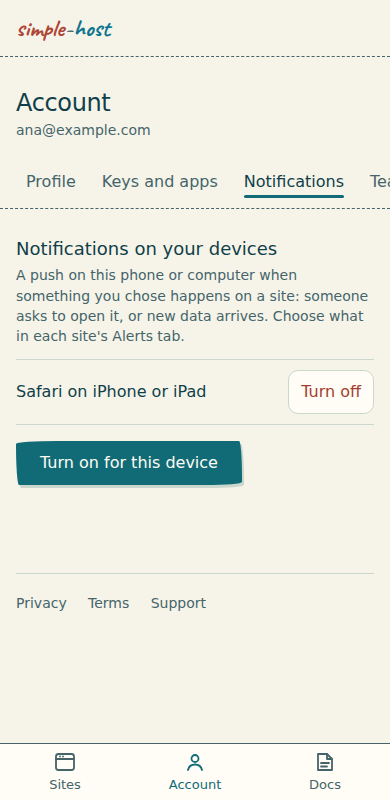 simple-host
Account
ana@example.com
Profile Keys and apps Notifications Tea
Notifications on your devices
A push on this phone or computer when
something you chose happens on a site: someone
asks to open it, or new data arrives. Choose what
in each site's Alerts tab.
Safari on iPhone or iPad Turn off
Turn on for this device
Privacy Terms Support
Sites Account Docs